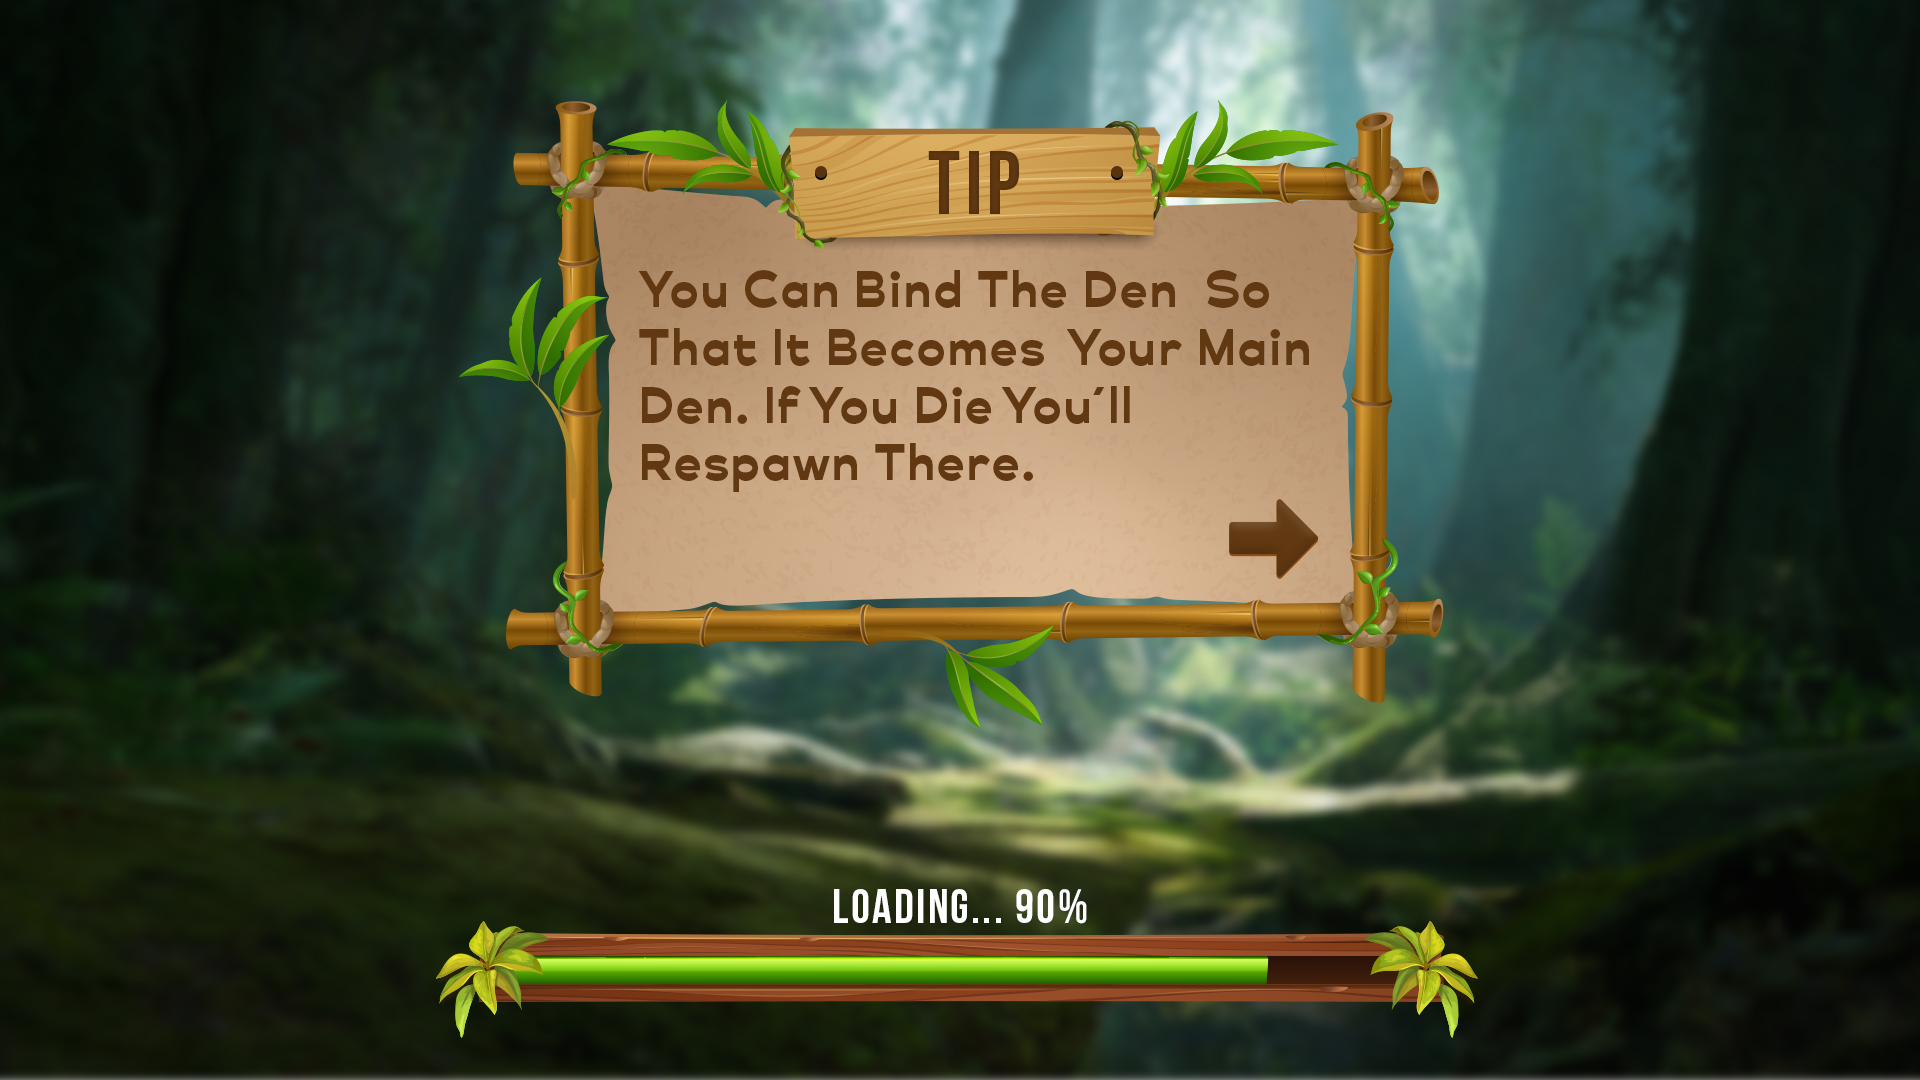 TIP
You Can Bind The Den  So
That It Becomes  Your Main
Den. If You Die You´ll
Respawn There.
LOADING... 90%